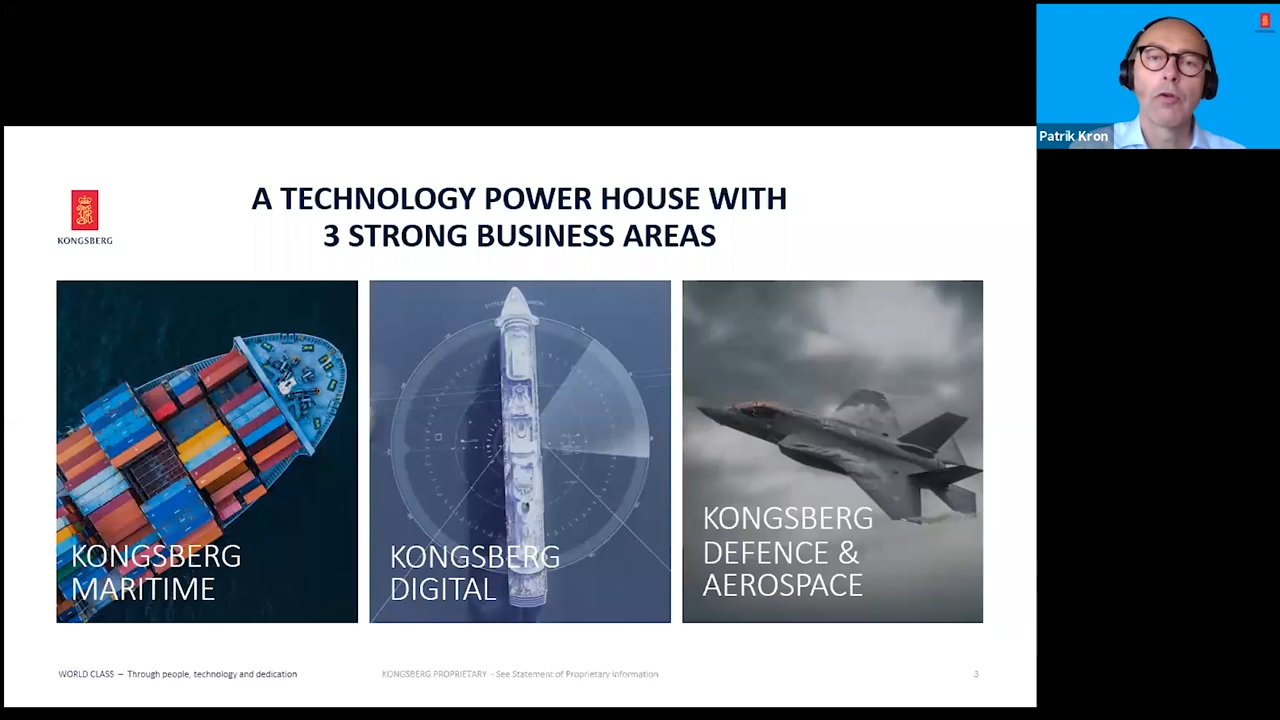 Patrik Kron
A TECHNOLOGY POWER HOUSE WITH
3 STRONG BUSINESS AREAS
KONGSBERG
KONGSBERG
MARITIME
KONGSBERG
DIGITAL
KONGSBERG
DEFENCE &
AEROSPACE
WORLD CLASS – Through people, technology and dedication
KONGSBERG PROPRIETARY - See Statement of Proprietary information
3